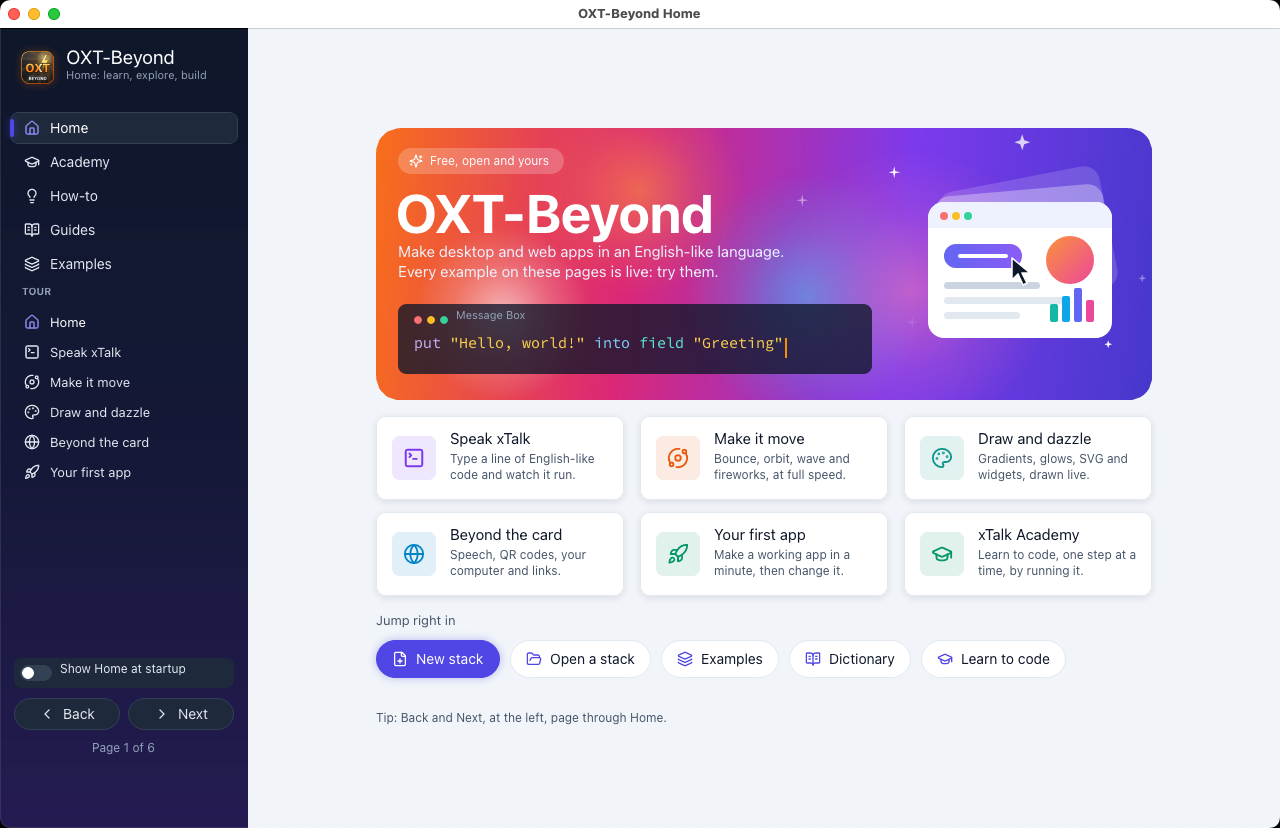 OXT-Beyond Home
OXT
BEYOND
OXT-Beyond
Home: learn, explore, build
Home
Academy
How-to
Guides
Examples
TOUR
Home
Speak xTalk
Make it move
Draw and dazzle
Beyond the card
Your first app
Show Home at startup
Back
Next
Page 1 of 6
Free, open and yours
OXT-Beyond
Make desktop and web apps in an English-like language.
Every example on these pages is live: try them.
Message Box
put "Hello, world!" into field "Greeting"
Speak xTalk
Type a line of English-like
code and watch it run.
Make it move
Bounce, orbit, wave and
fireworks, at full speed.
Draw and dazzle
Gradients, glows, SVG and
widgets, drawn live.
Beyond the card
Speech, QR codes, your
computer and links.
Your first app
Make a working app in a
minute, then change it.
xTalk Academy
Learn to code, one step at a
time, by running it.
Jump right in
New stack
Open a stack
Examples
Dictionary
Learn to code
Tip: Back and Next, at the left, page through Home.